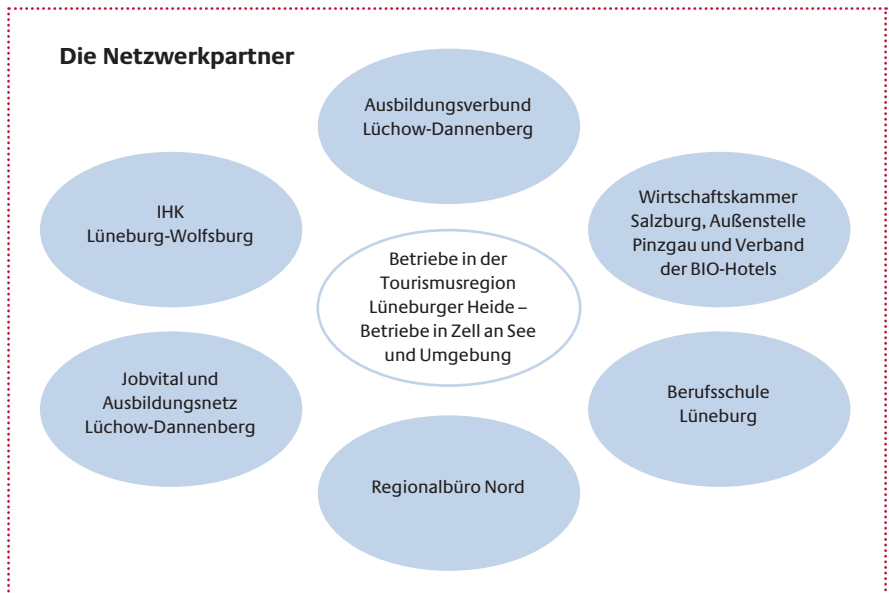 Die Netzwerkpartner
Ausbildungsverbund
Lüchow-Dannenberg
IHK
Lüneburg-Wolfsburg
Wirtschaftskammer
Salzburg, Außenstelle
Pinzgau und Verband
der BIO-Hotels
Betriebe in der
Tourismusregion
Lüneburger Heide –
Betriebe in Zell an See
und Umgebung
Jobvital und
Ausbildungsnetz
Lüchow-Dannenberg
Berufsschule
Lüneburg
Regionalbüro Nord